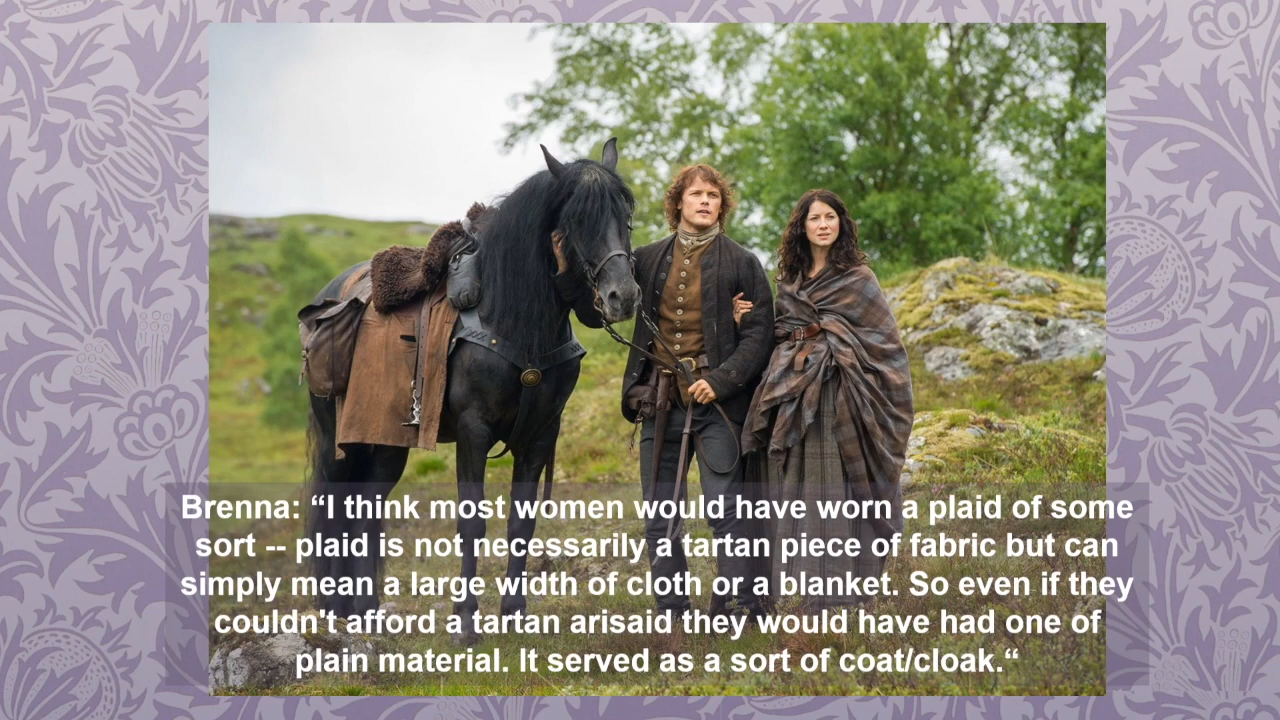 Brenna: “I think most women would have worn a plaid of some
sort -- plaid is not necessarily a tartan piece of fabric but can
simply mean a large width of cloth or a blanket. So even if they
couldn't afford a tartan arisaid they would have had one of
plain material. It served as a sort of coat/cloak.“